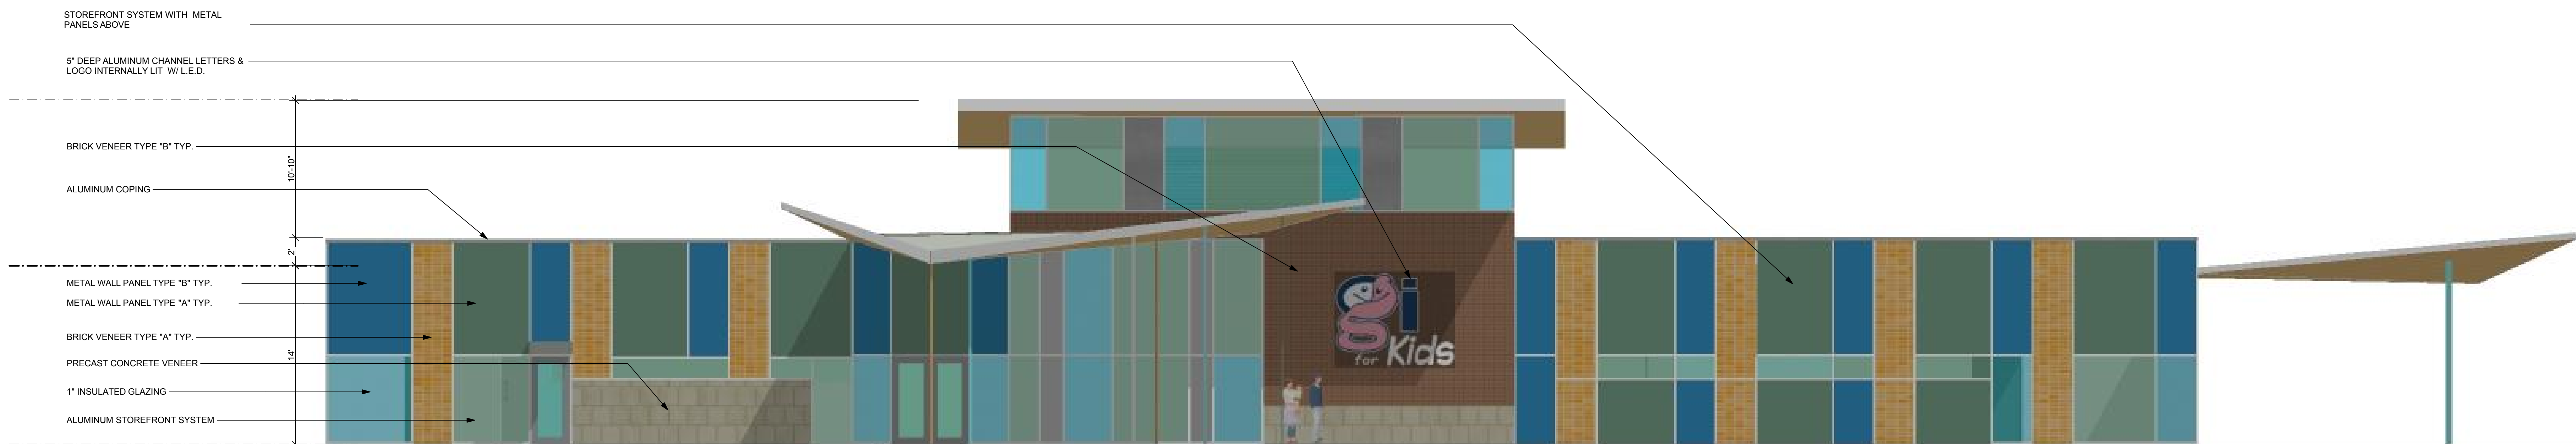 STOREFRONT SYSTEM WITH METAL
PANELS ABOVE
5" DEEP ALUMINUM CHANNEL LETTERS &
LOGO INTERNALLY LIT W/ L.E.D.
BRICK VENEER TYPE "B" TYP.
10'-10"
ALUMINUM COPING
2'
METAL WALL PANEL TYPE "B" TYP.
METAL WALL PANEL TYPE "A" TYP.
BRICK VENEER TYPE "A" TYP.
14'
PRECAST CONCRETE VENEER
1" INSULATED GLAZING
ALUMINUM STOREFRONT SYSTEM
gi
for Kids